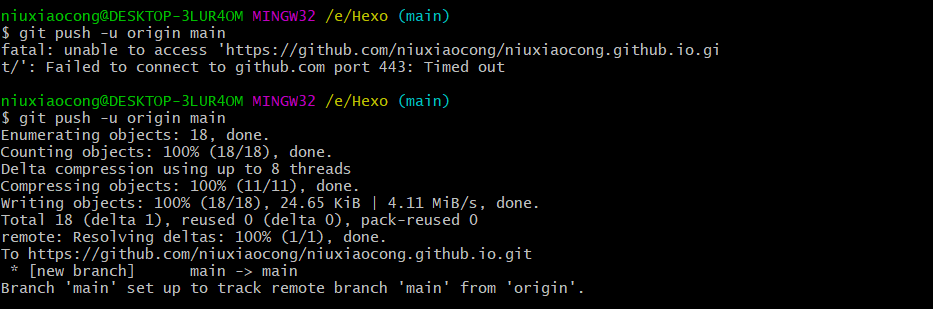 niuxiaocong@DESKTOP-3LUR4OM MINGW32 /e/Hexo (main)
$ git push -u origin main
fatal: unable to access 'https://github.com/niuxiaocong/niuxiaocong.github.io.gi
t/': Failed to connect to github.com port 443: Timed out
niuxiaocong@DESKTOP-3LUR4OM MINGW32 /e/Hexo (main)
$ git push -u origin main
Enumerating objects: 18, done.
Counting objects: 100% (18/18), done.
Delta compression using up to 8 threads
Compressing objects: 100% (11/11), done.
Writing objects: 100% (18/18), 24.65 KiB | 4.11 MiB/s, done.
Total 18 (delta 1), reused 0 (delta 0), pack-reused 0
remote: Resolving deltas: 100% (1/1), done.
To https://github.com/niuxiaocong/niuxiaocong.github.io.git
 * [new branch]      main -> main
Branch 'main' set up to track remote branch 'main' from 'origin'.